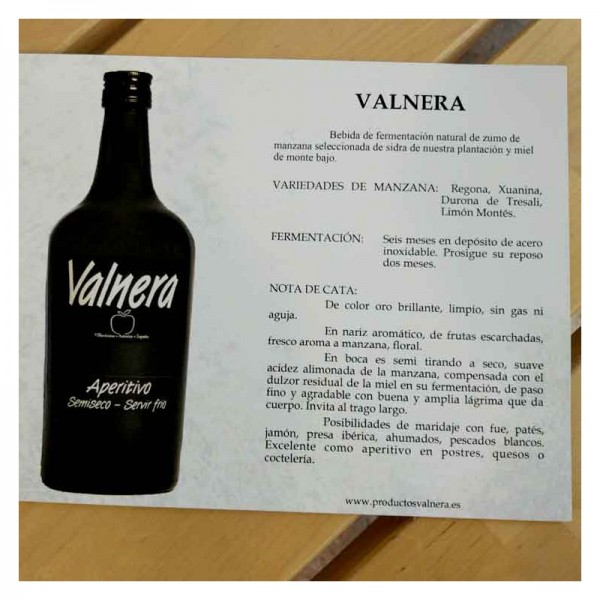 VALNERA
Bebida de fermentación natural de zumo de
manzana seleccionada de sidra de nuestra plantación y miel
de monte bajo.
VARIEDADES DE MANZANA: Regona, Xuanina,
Durona de Tresali,
Limón Montés.
FERMENTACIÓN: Seis meses en depósito de acero
inoxidable. Prosigue su reposo
dos meses.
NOTA DE CATA:
De color oro brillante, limpio, sin gas ni
aguja.
En nariz aromático, de frutas escarchadas,
fresco aroma a manzana, floral.
En boca es semi tirando a seco, suave
acidez alimonada de la manzana, compensada con el
dulzor residual de la miel en su fermentación, de paso
fino y agradable con buena y amplia lágrima que da
cuerpo. Invita al trago largo.
Posibilidades de maridaje con fue, patés,
jamón, presa ibérica, ahumados, pescados blancos.
Excelente como aperitivo en postres, quesos o
coctelería.
www.productosvalnera.es
Valnera
Aperitivo
Semiseco - Servir frío